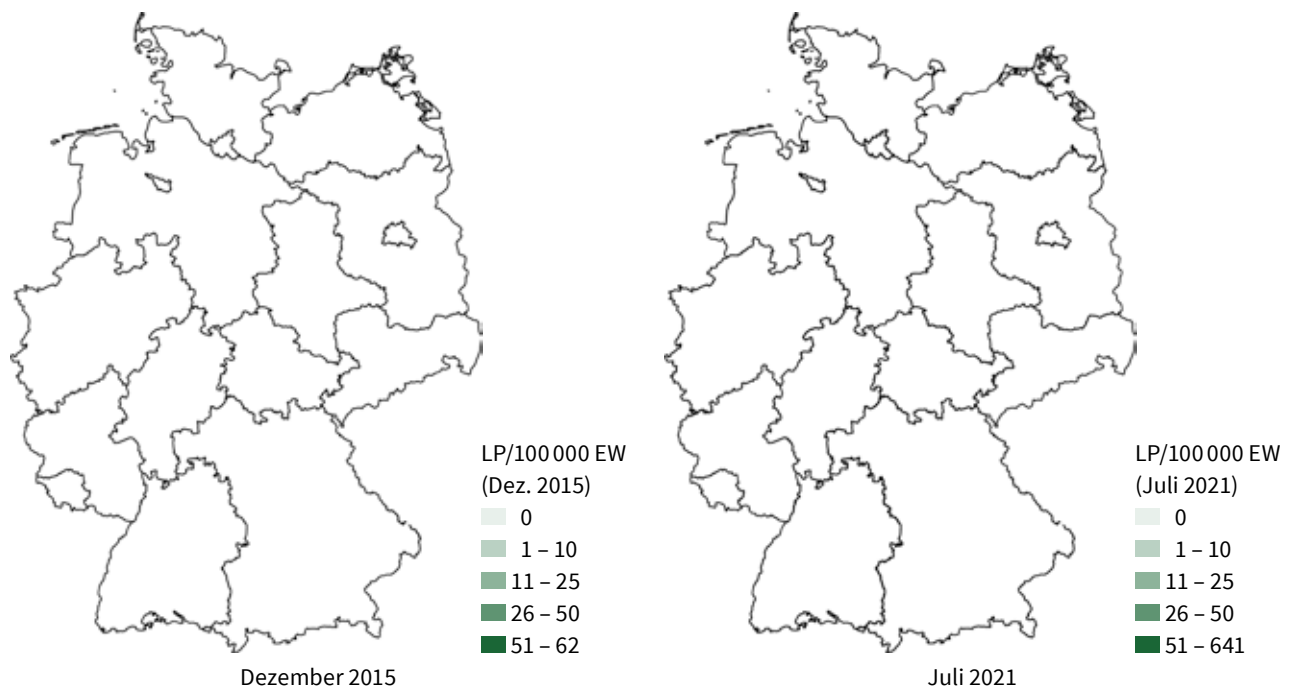 LP/100 000 EW
(Dez. 2015)
0
1 – 10
11 – 25
26 – 50
51 – 62
Dezember 2015
LP/100 000 EW
(Juli 2021)
0
1 – 10
11 – 25
26 – 50
51 – 641
Juli 2021